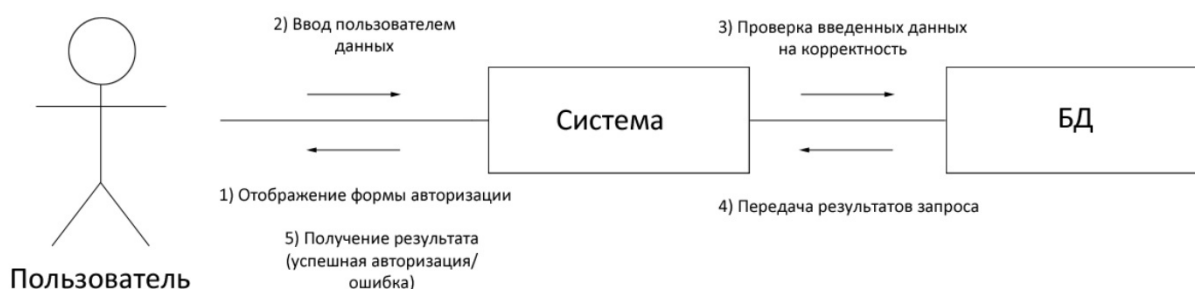 2) Ввод пользователем
данных
3) Проверка введенных данных
на корректность
Система
БД
1) Отображение формы авторизации
4) Передача результатов запроса
5) Получение результата
(успешная авторизация/
ошибка)
Пользователь